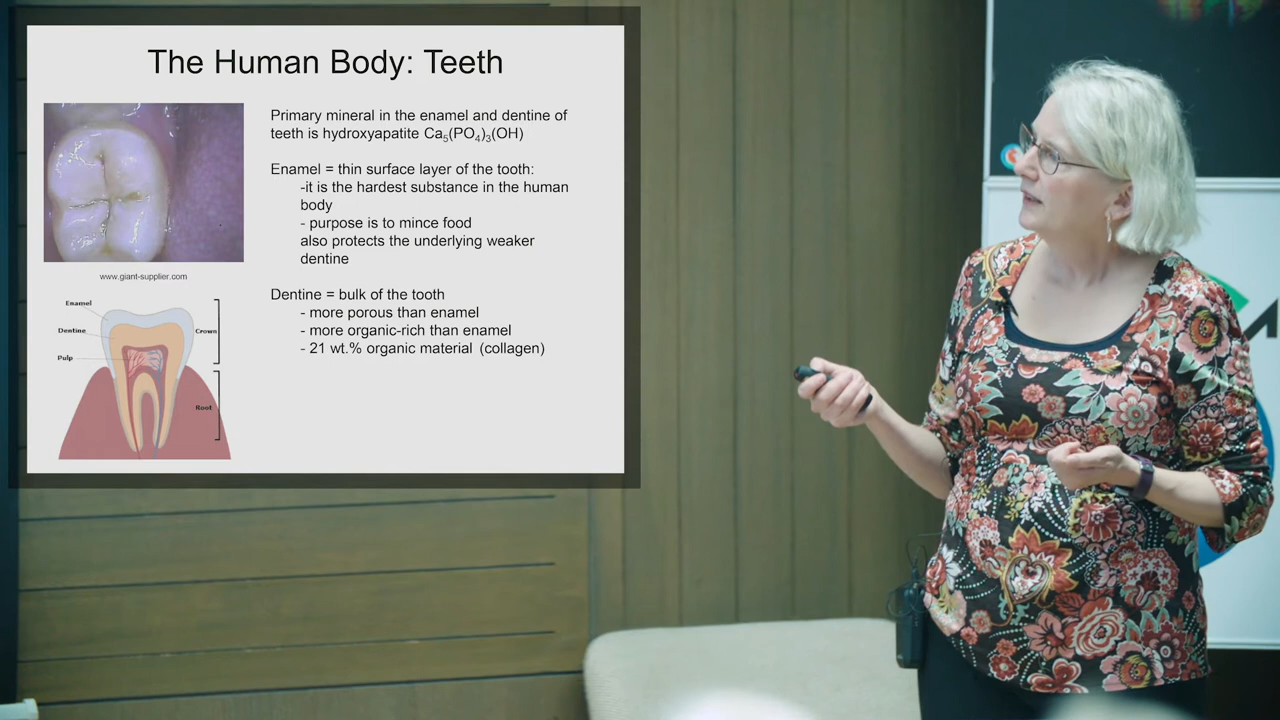 The Human Body: Teeth
Primary mineral in the enamel and dentine of
teeth is hydroxyapatite Ca₅(PO₄)₃(OH)
Enamel = thin surface layer of the tooth:
-it is the hardest substance in the human
body
- purpose is to mince food
also protects the underlying weaker
dentine
Dentine = bulk of the tooth
- more porous than enamel
- more organic-rich than enamel
- 21 wt.% organic material (collagen)
www.giant-supplier.com
Enamel
Dentine
Crown
Pulp
Root